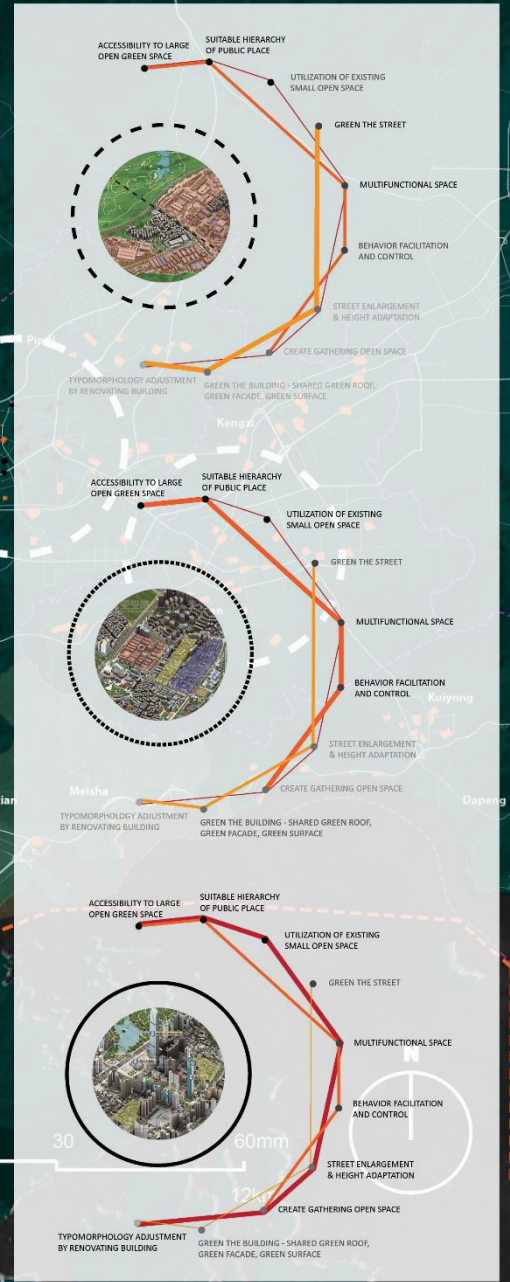 ACCESSIBILITY TO LARGE
OPEN GREEN SPACE
SUITABLE HIERARCHY
OF PUBLIC PLACE
UTILIZATION OF EXISTING
SMALL OPEN SPACE
GREEN THE STREET
MULTIFUNCTIONAL SPACE
BEHAVIOR FACILITATION
AND CONTROL
STREET ENLARGEMENT
& HEIGHT ADAPTATION
CREATE GATHERING OPEN SPACE
TYPOMORPHOLOGY ADJUSTMENT
BY RENOVATING BUILDING
GREEN THE BUILDING - SHARED GREEN ROOF,
GREEN FACADE, GREEN SURFACE
Kengzi
ACCESSIBILITY TO LARGE
OPEN GREEN SPACE
SUITABLE HIERARCHY
OF PUBLIC PLACE
UTILIZATION OF EXISTING
SMALL OPEN SPACE
GREEN THE STREET
MULTIFUNCTIONAL SPACE
BEHAVIOR FACILITATION
AND CONTROL
Kuiyong
STREET ENLARGEMENT
& HEIGHT ADAPTATION
CREATE GATHERING OPEN SPACE
Meisha
Dapeng
TYPOMORPHOLOGY ADJUSTMENT
BY RENOVATING BUILDING
GREEN THE BUILDING - SHARED GREEN ROOF,
GREEN FACADE, GREEN SURFACE
ACCESSIBILITY TO LARGE
OPEN GREEN SPACE
SUITABLE HIERARCHY
OF PUBLIC PLACE
UTILIZATION OF EXISTING
SMALL OPEN SPACE
GREEN THE STREET
MULTIFUNCTIONAL SPACE
N
BEHAVIOR FACILITATION
AND CONTROL
30 60mm
STREET ENLARGEMENT
& HEIGHT ADAPTATION
12km
CREATE GATHERING OPEN SPACE
TYPOMORPHOLOGY ADJUSTMENT
BY RENOVATING BUILDING
GREEN THE BUILDING - SHARED GREEN ROOF,
GREEN FACADE, GREEN SURFACE